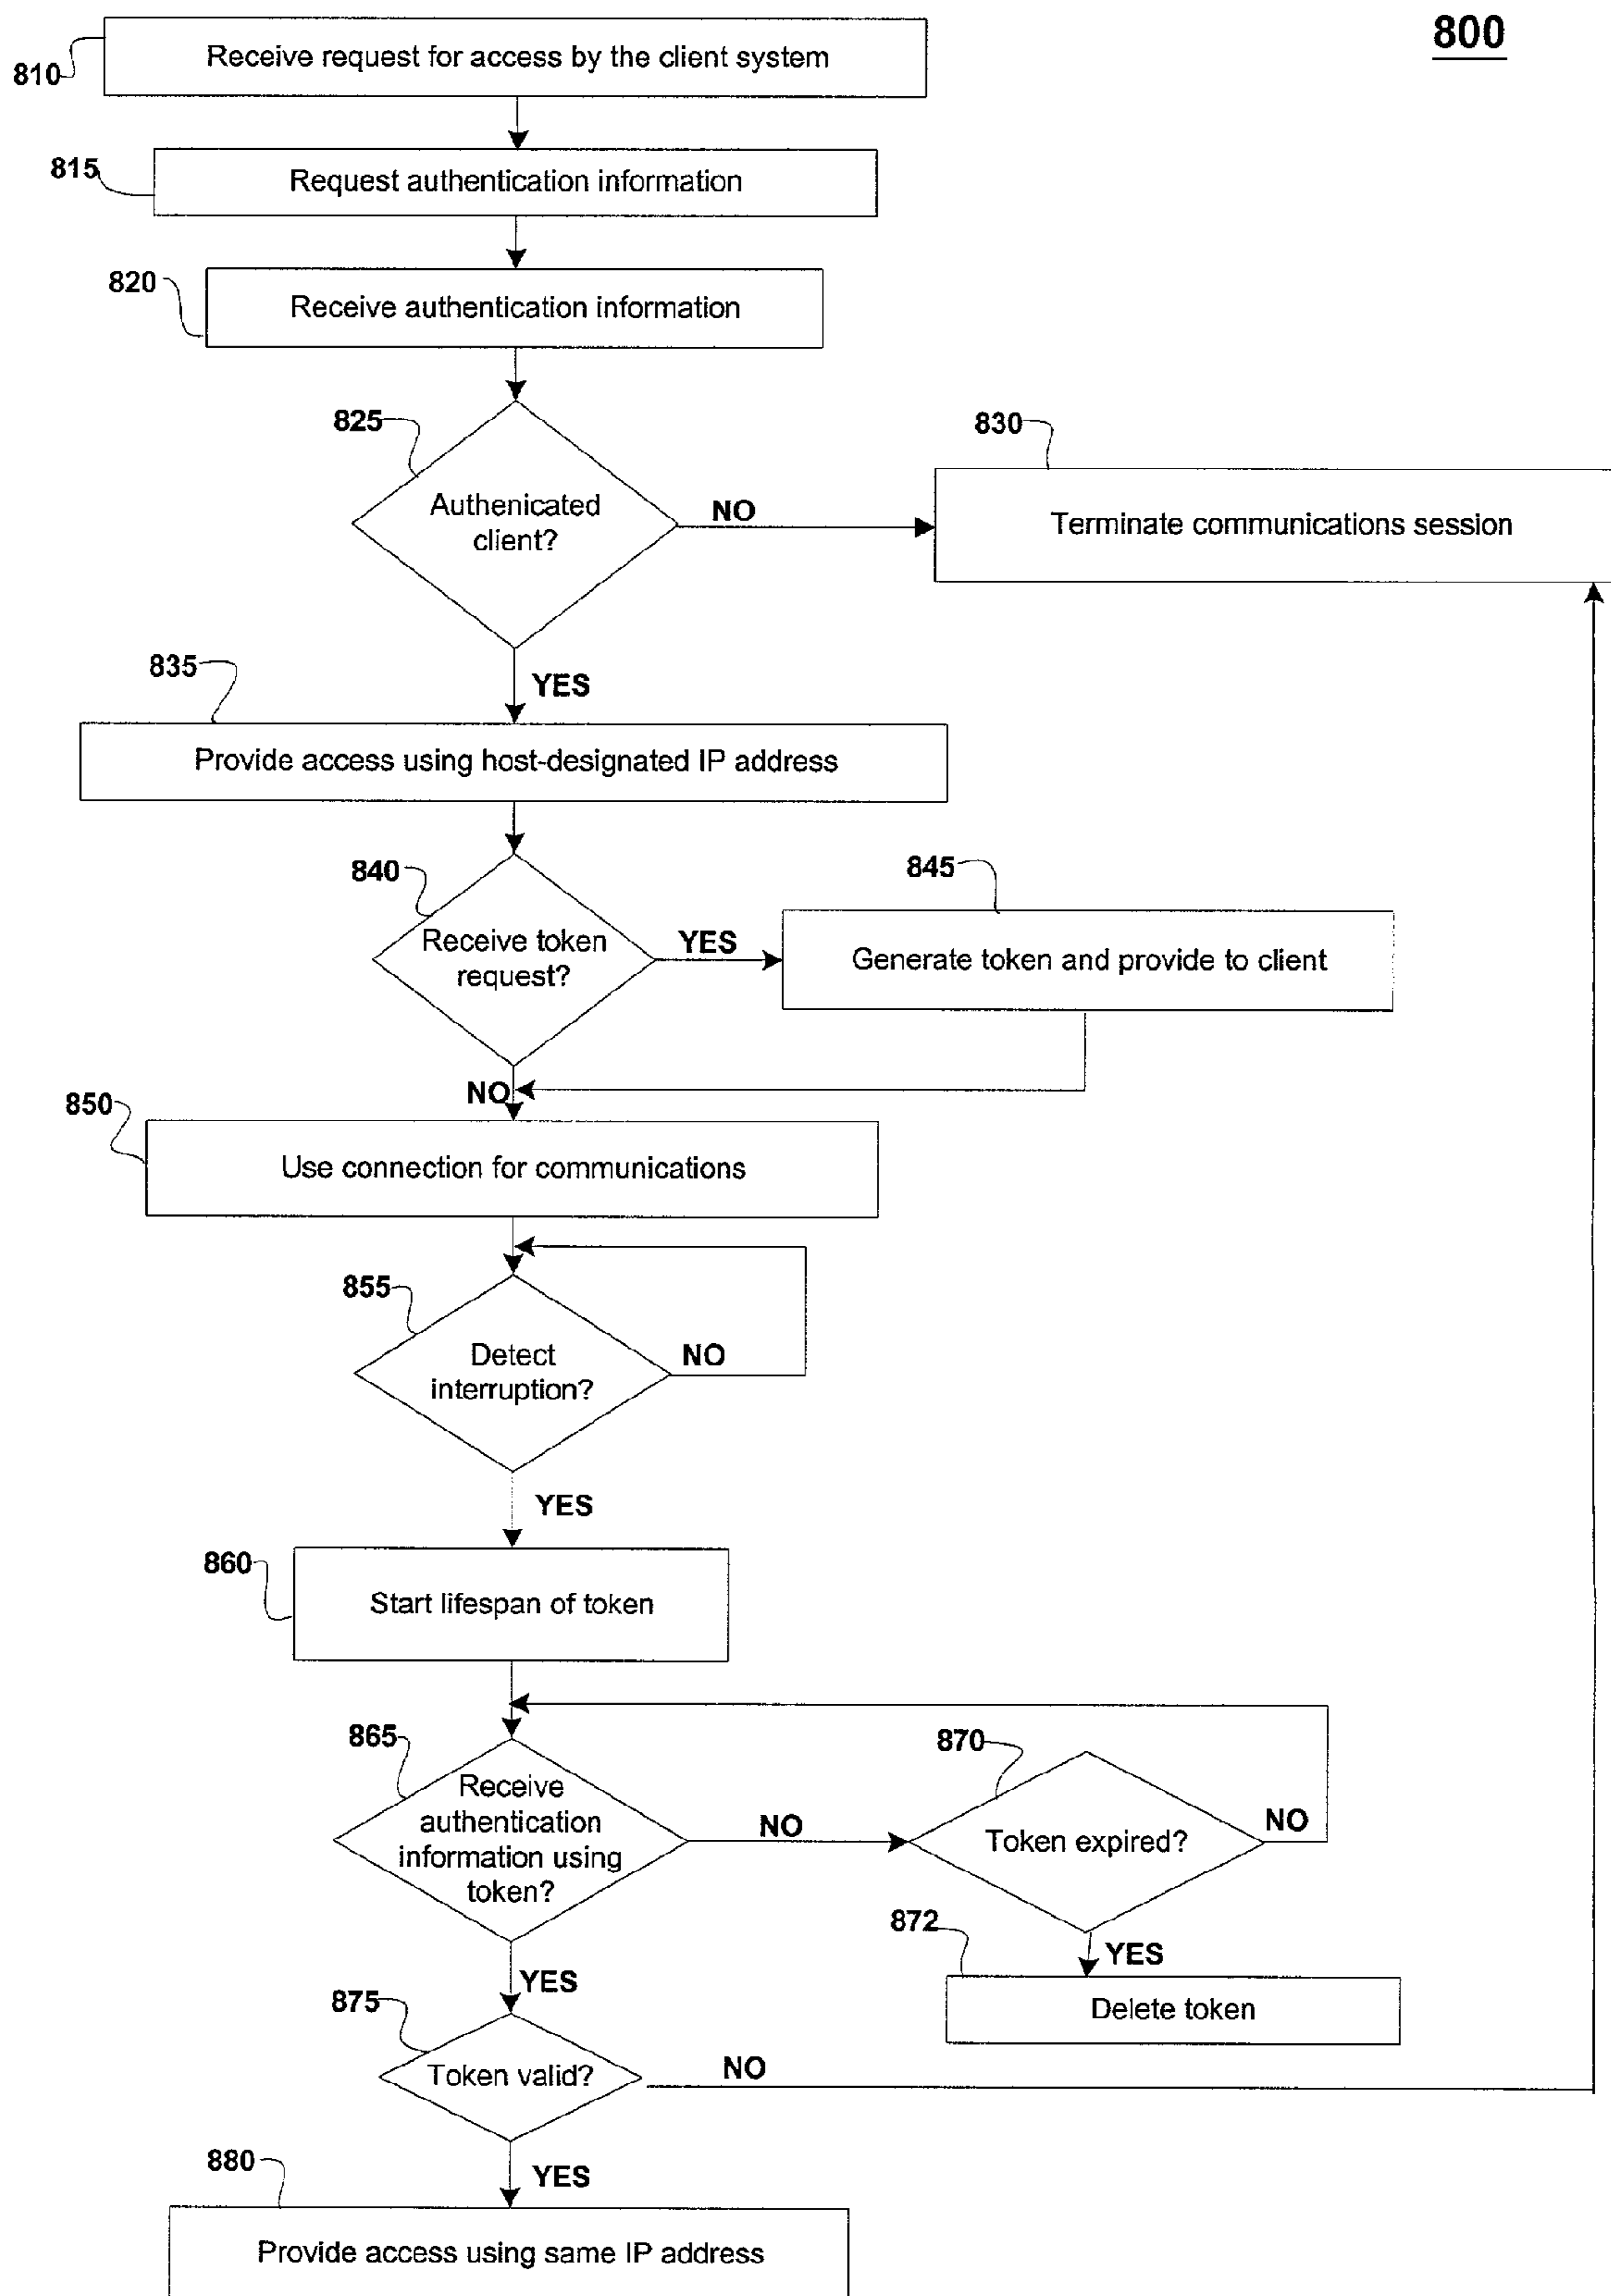 800
810
Receive request for access by the client system
815
Request authentication information
820
Receive authentication information
825
Authenicated
client?
NO
830
Terminate communications session
YES
835
Provide access using host-designated IP address
840
Receive token
request?
YES
845
Generate token and provide to client
NO
850
Use connection for communications
855
Detect
interruption?
NO
YES
860
Start lifespan of token
865
Receive
authentication
information using
token?
NO
870
Token expired?
NO
YES
872
Delete token
YES
875
Token valid?
NO
YES
880
Provide access using same IP address